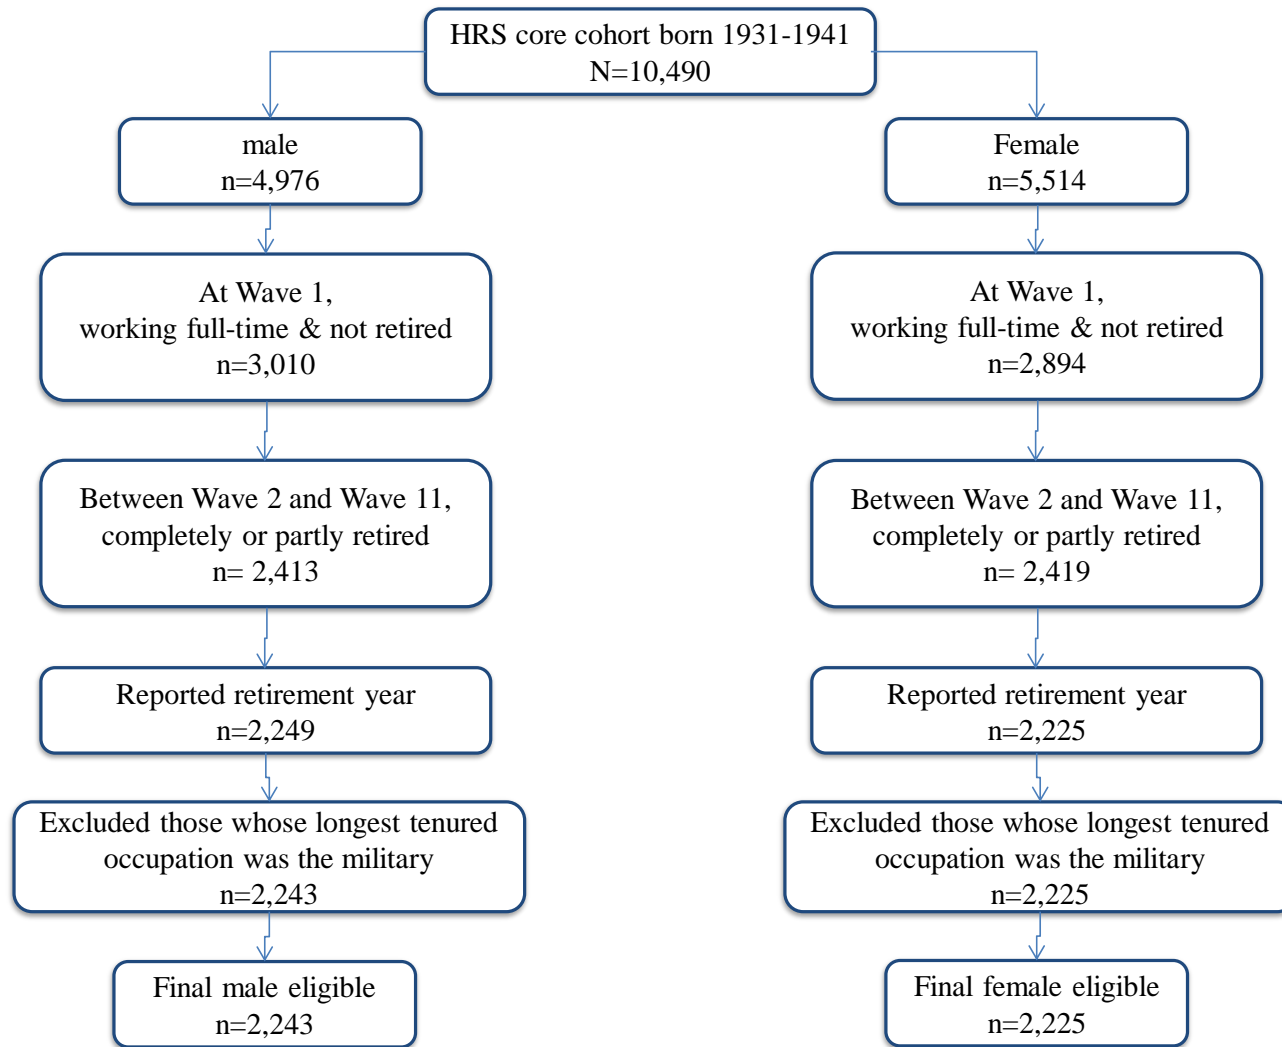 HRS core cohort born 1931-1941
N=10,490
male
n=4,976
Female
n=5,514
At Wave 1,
working full-time & not retired
n=3,010
At Wave 1,
working full-time & not retired
n=2,894
Between Wave 2 and Wave 11,
completely or partly retired
n= 2,413
Between Wave 2 and Wave 11,
completely or partly retired
n= 2,419
Reported retirement year
n=2,249
Reported retirement year
n=2,225
Excluded those whose longest tenured
occupation was the military
n=2,243
Excluded those whose longest tenured
occupation was the military
n=2,225
Final male eligible
n=2,243
Final female eligible
n=2,225